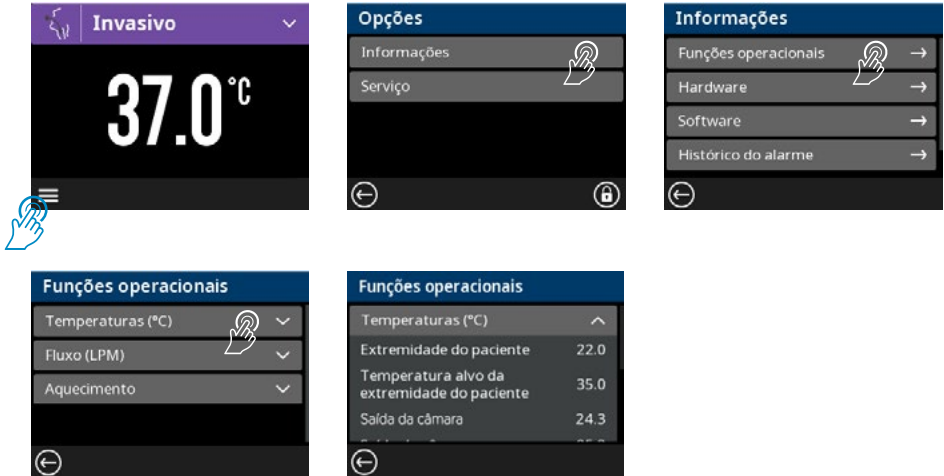 Invasivo
37.0°C
Opções
Informações
Serviço
Informações
Funções operacionais
Hardware
Software
Histórico do alarme
Funções operacionais
Temperaturas (°C)
Fluxo (LPM)
Aquecimento
Funções operacionais
Temperaturas (°C)
Extremidade do paciente 22.0
Temperatura alvo da
extremidade do paciente 35.0
Saída da câmara 24.3